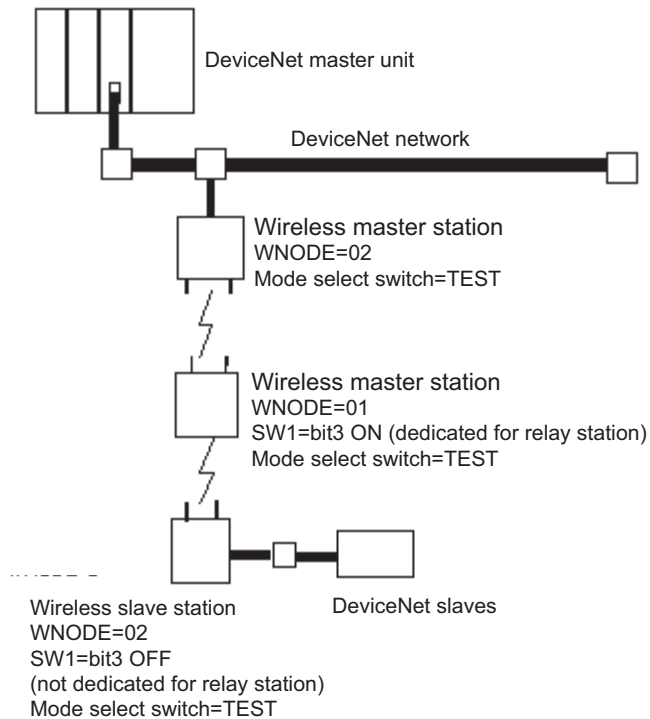 DeviceNet master unit
DeviceNet network
Wireless master station
WNODE=02
Mode select switch=TEST
Wireless master station
WNODE=01
SW1=bit3 ON (dedicated for relay station)
Mode select switch=TEST
Wireless slave station
WNODE=02
SW1=bit3 OFF
(not dedicated for relay station)
Mode select switch=TEST
DeviceNet slaves